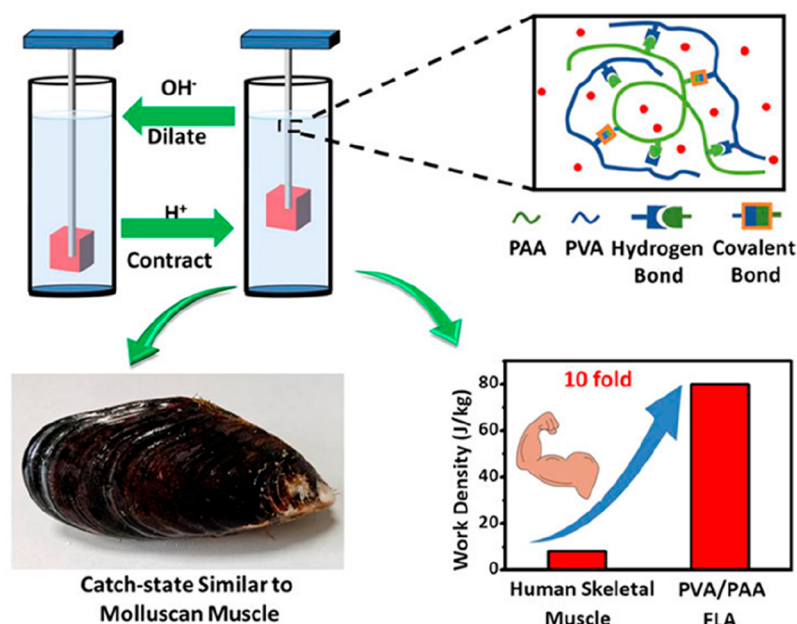 OH⁻
Dilate
H⁺
Contract
PAA
PVA
Hydrogen
Bond
Covalent
Bond
Catch-state Similar to
Molluscan Muscle
10 fold
Work Density (J/kg)
80
60
40
20
0
Human Skeletal
Muscle
PVA/PAA